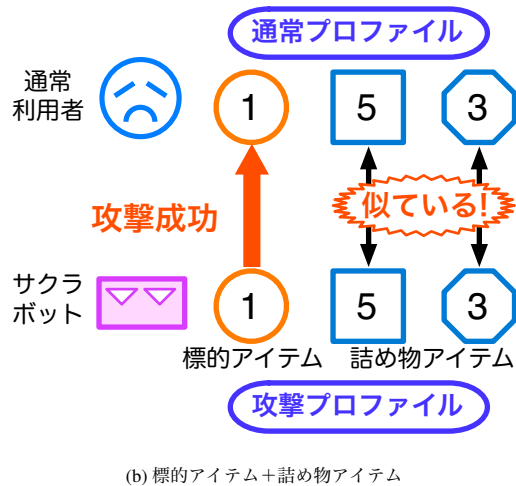 通常プロファイル
通常
利用者
1
5
3
攻撃成功
似ている!
サクラ
ボット
1
5
3
標的アイテム
詰め物アイテム
攻撃プロファイル
(b) 標的アイテム＋詰め物アイテム